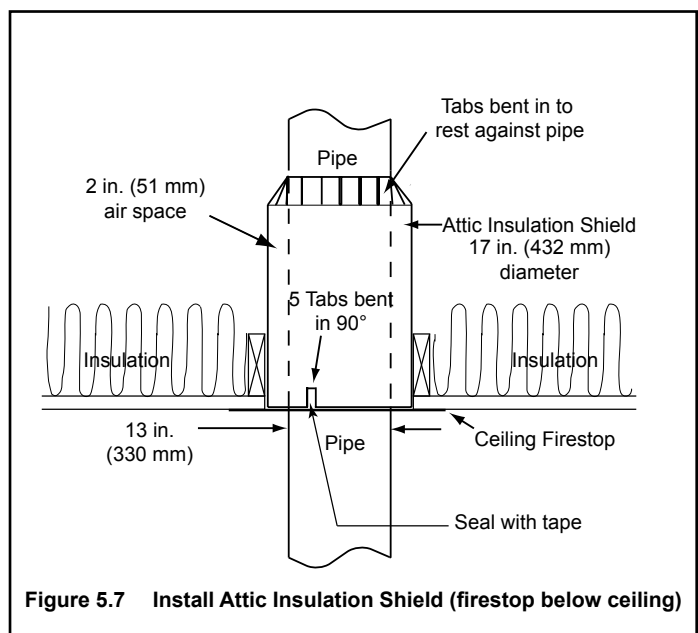 Tabs bent in to
rest against pipe
Pipe
2 in. (51 mm)
air space
Attic Insulation Shield
17 in. (432 mm)
diameter
5 Tabs bent
in 90°
Insulation
Insulation
13 in.
(330 mm)
Pipe
Ceiling Firestop
Seal with tape
Figure 5.7 Install Attic Insulation Shield (firestop below ceiling)